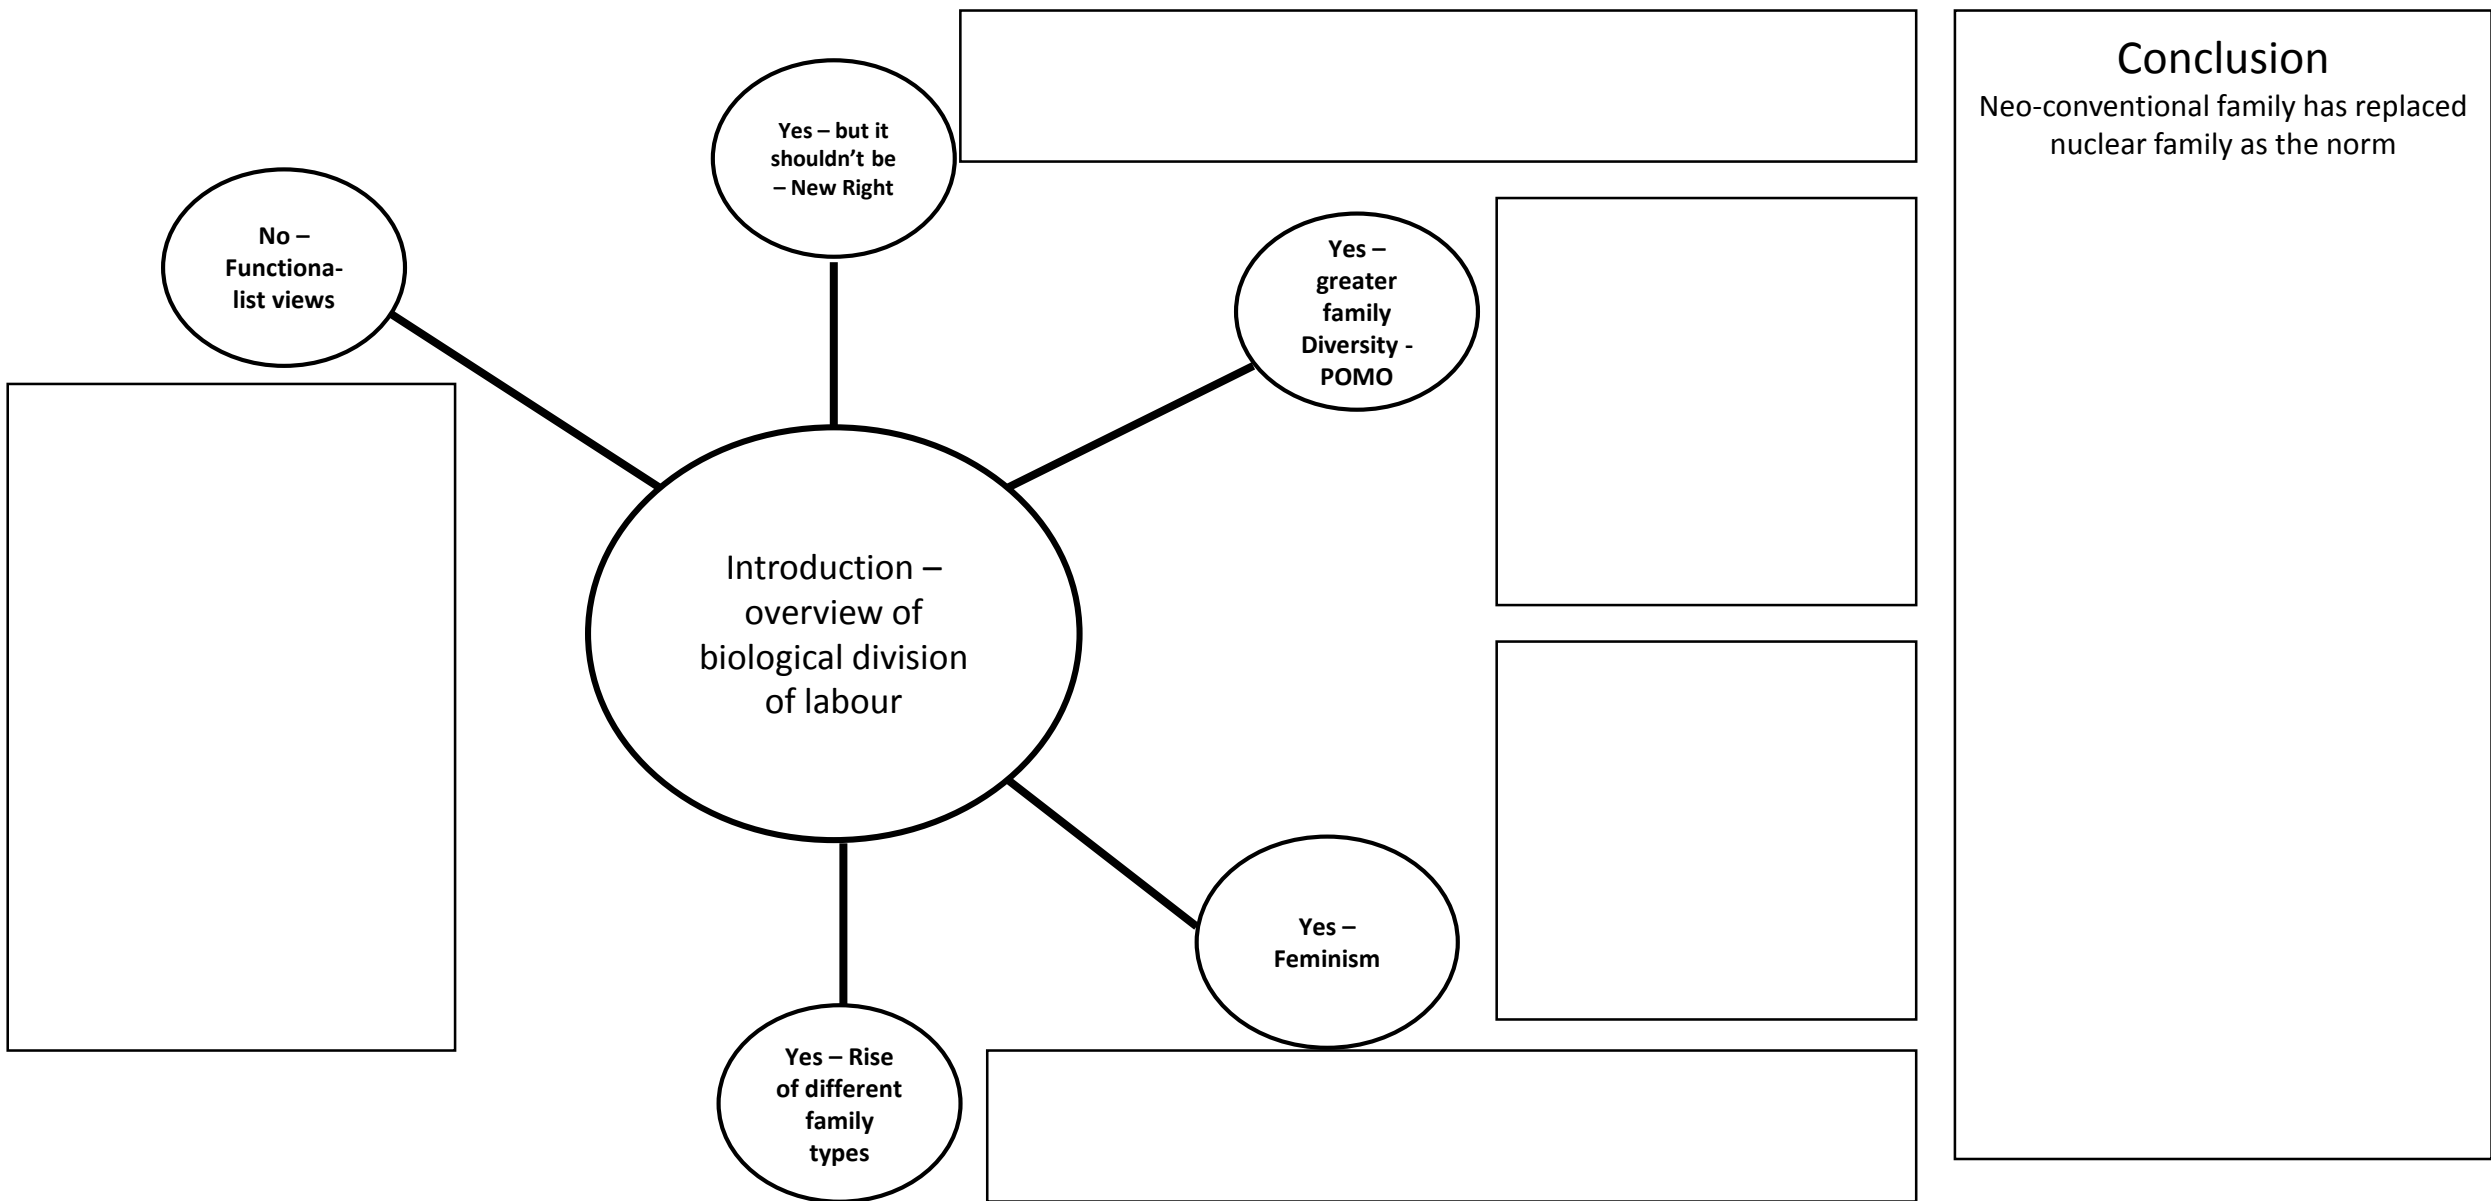 Yes – but it
shouldn't be
– New Right
Conclusion
Neo-conventional family has replaced
nuclear family as the norm
No –
Functiona-
list views
Yes –
greater
family
Diversity -
POMO
Introduction –
overview of
biological division
of labour
Yes –
Feminism
Yes – Rise
of different
family
types